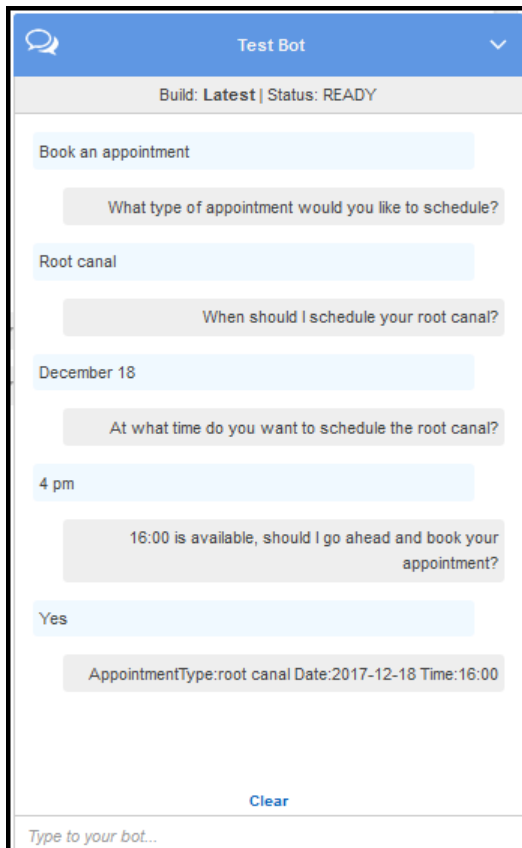 Test Bot
Build: Latest | Status: READY
Book an appointment
What type of appointment would you like to schedule?
Root canal
When should I schedule your root canal?
December 18
At what time do you want to schedule the root canal?
4 pm
16:00 is available, should I go ahead and book your
appointment?
Yes
AppointmentType:root canal Date:2017-12-18 Time:16:00
Clear
Type to your bot...